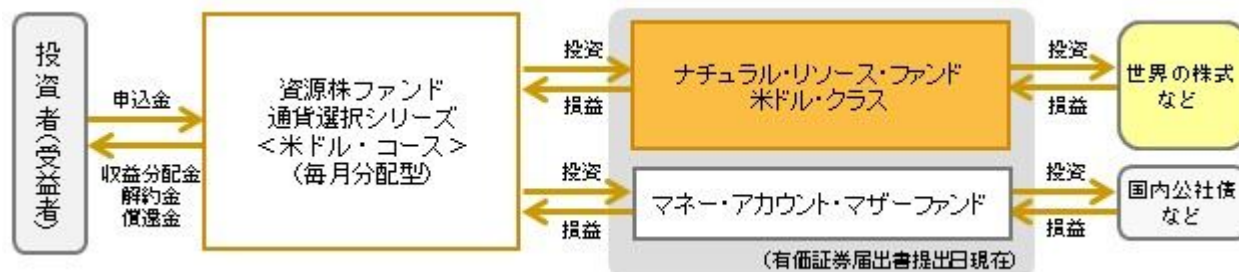 投資者(受益者)
申込金
収益分配金
解約金
償還金
資源株ファンド
通貨選択シリーズ
<米ドル・コース>
(毎月分配型)
投資
損益
投資
損益
ナチュラル・リソース・ファンド
米ドル・クラス
マネー・アカウント・マザーファンド
(有価証券届出書提出日現在)
投資
損益
投資
損益
世界の株式
など
国内公社債
など